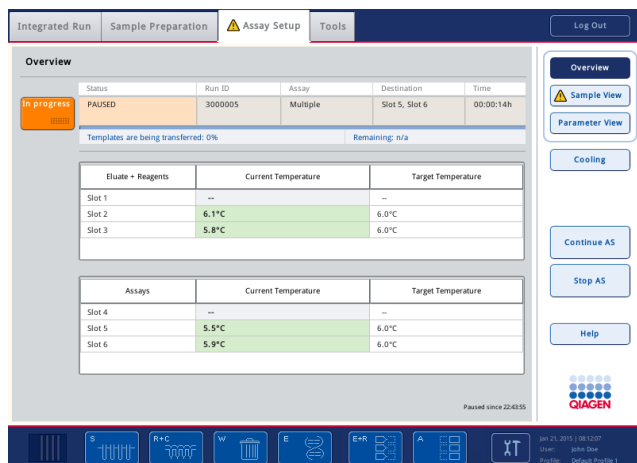 Integrated Run Sample Preparation Assay Setup Tools Log Out
Overview
Overview
Status Run ID Assay Destination Time
In progress PAUSED 3000005 Multiple Slot 5, Slot 6 00:00:14h
Sample View
Parameter View
Templates are being transferred: 0% Remaining: n/a
Cooling
Eluate + Reagents Current Temperature Target Temperature
Slot 1 -- --
Slot 2 6.1°C 6.0°C
Slot 3 5.8°C 6.0°C
Continue AS
Stop AS
Assays Current Temperature Target Temperature
Slot 4 -- --
Slot 5 5.5°C 6.0°C
Slot 6 5.9°C 6.0°C
Help
Paused since 22:43:55
QIAGEN
S R+C W E E+R A
Jan 21, 2015 | 08:12:07
User: John Doe
Profile: Default Profile 1